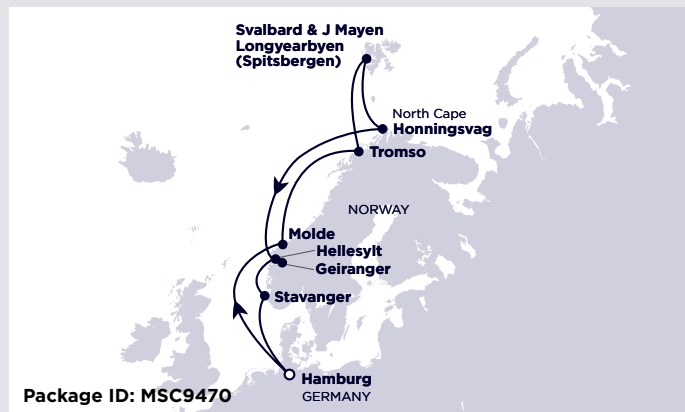 Svalbard & J Mayen
Longyearbyen
(Spitsbergen)
North Cape
Honningsvag
Tromso
NORWAY
Molde
Hellesylt
Geiranger
Stavanger
Hamburg
GERMANY
Package ID: MSC9470